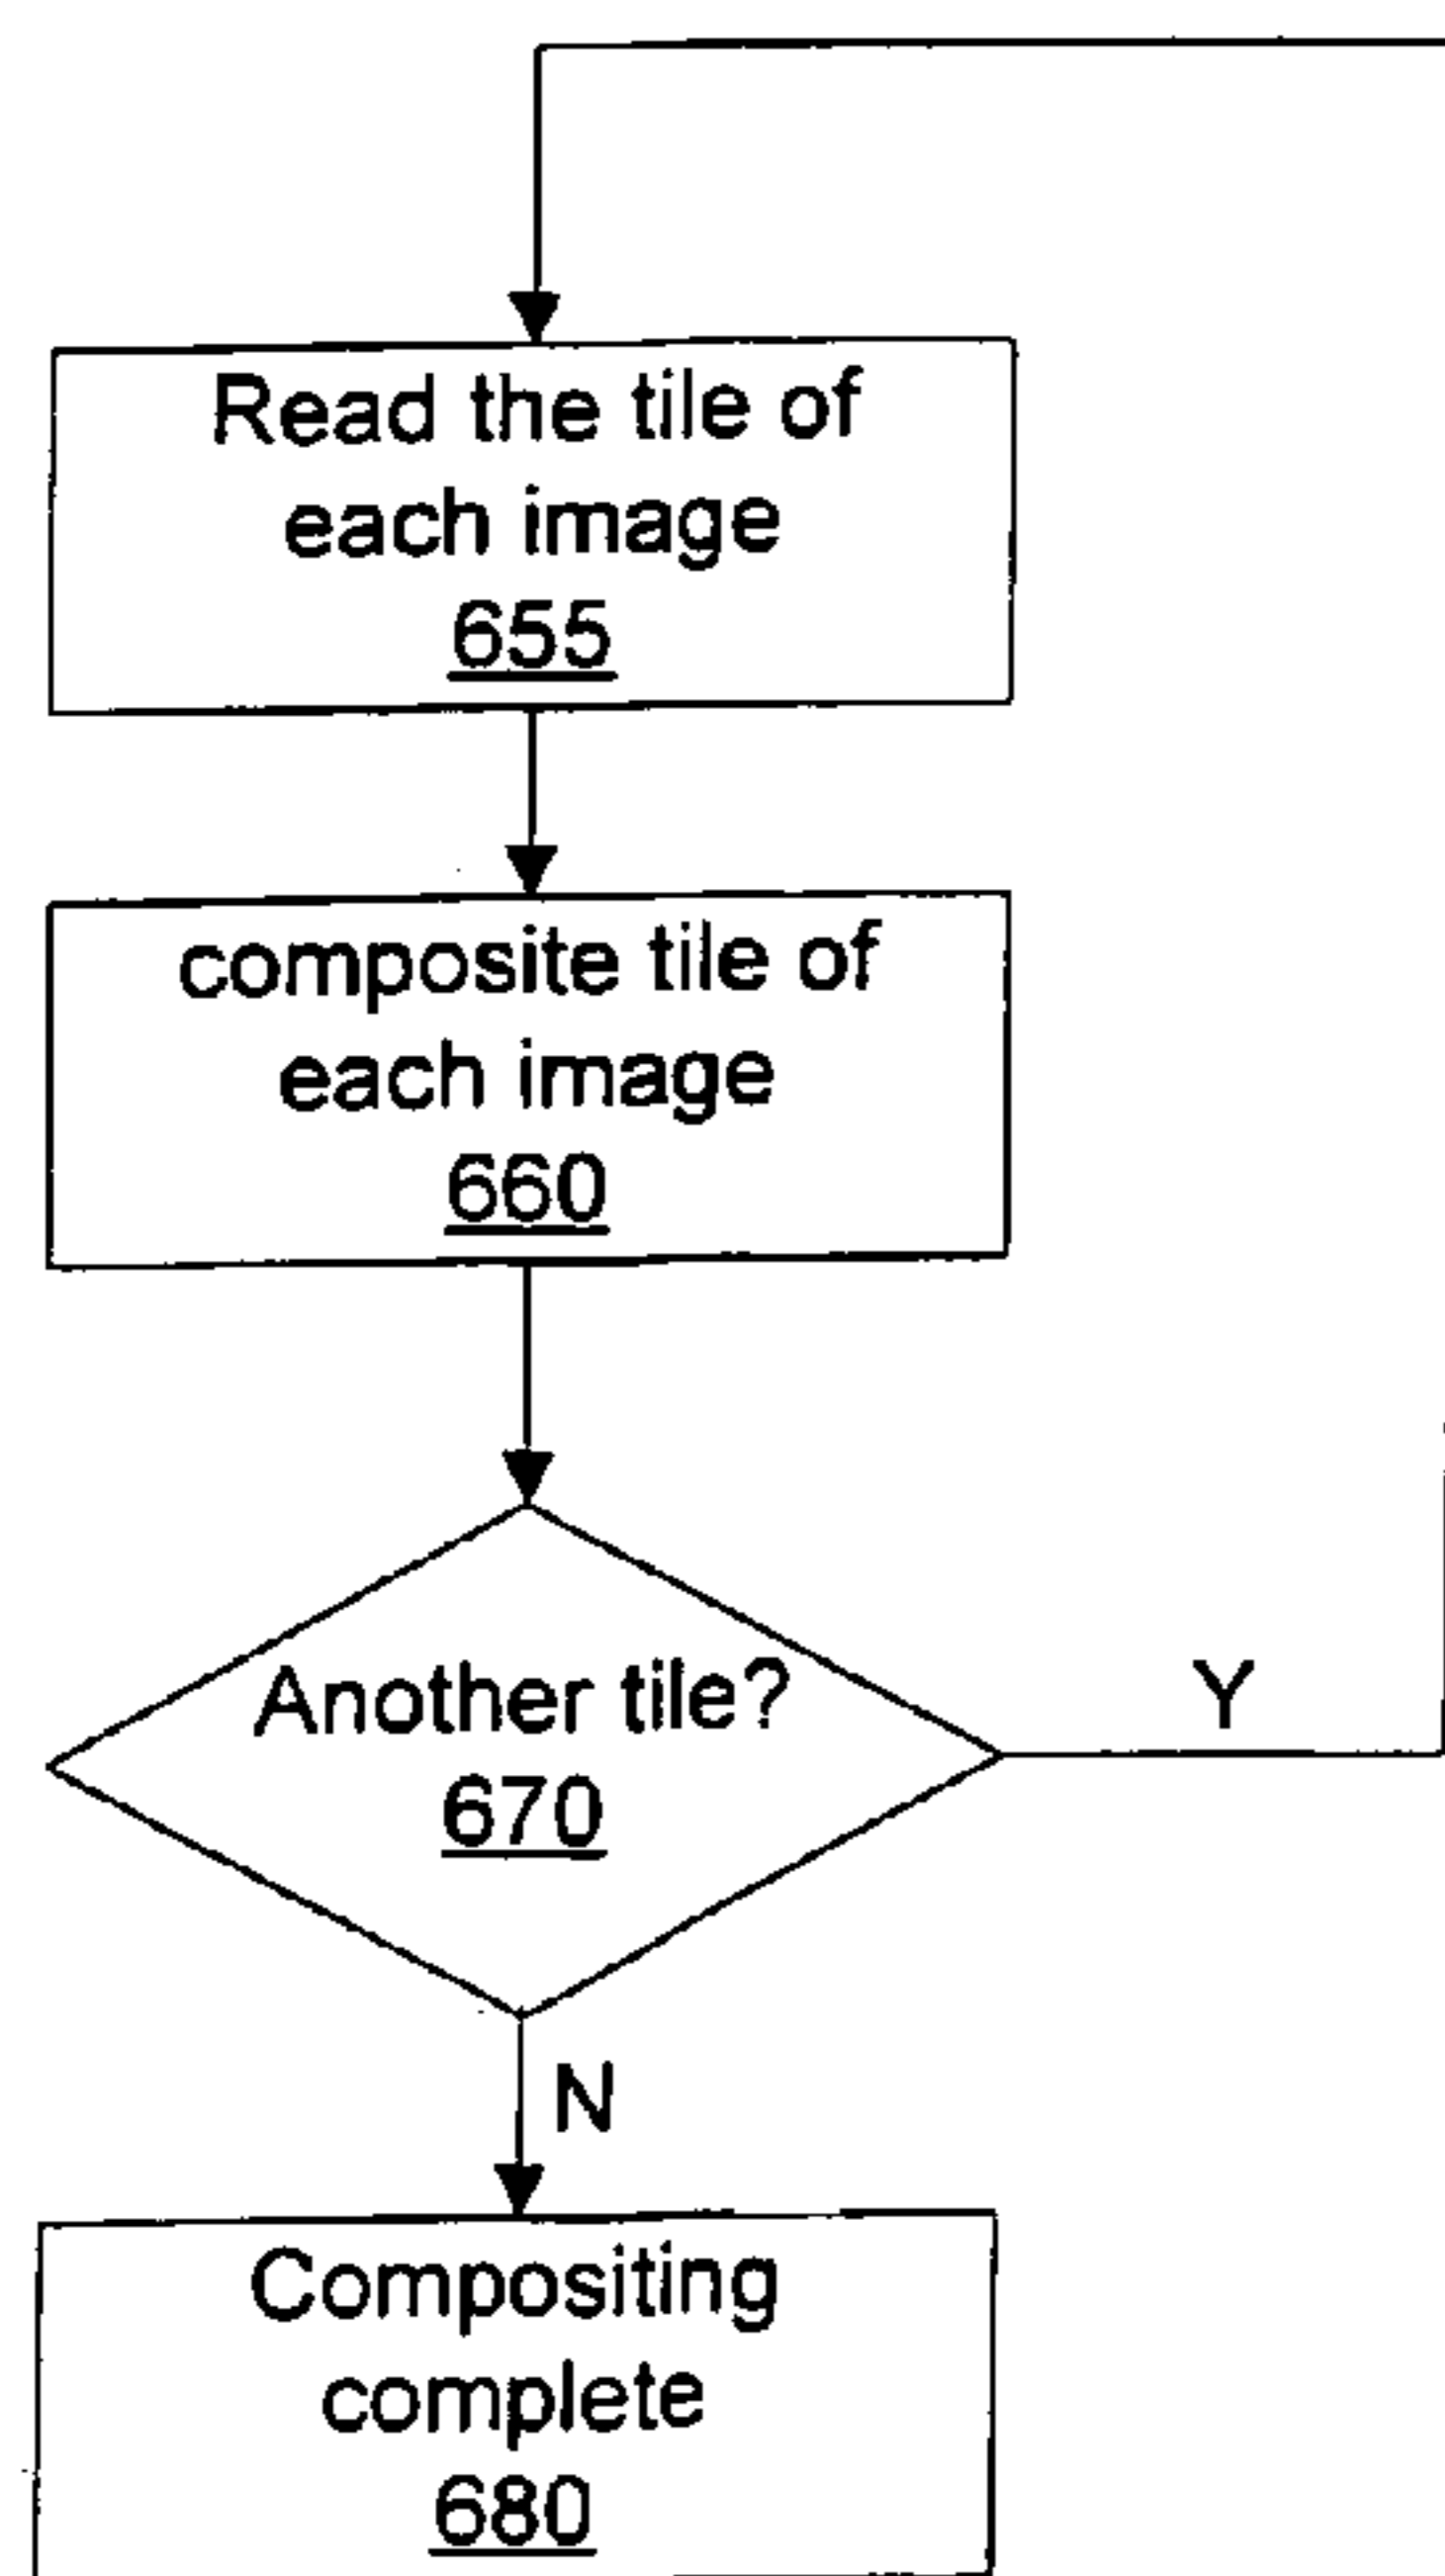 Read the tile of
each image
655
composite tile of
each image
660
Another tile?
670
Y
N
Compositing
complete
680